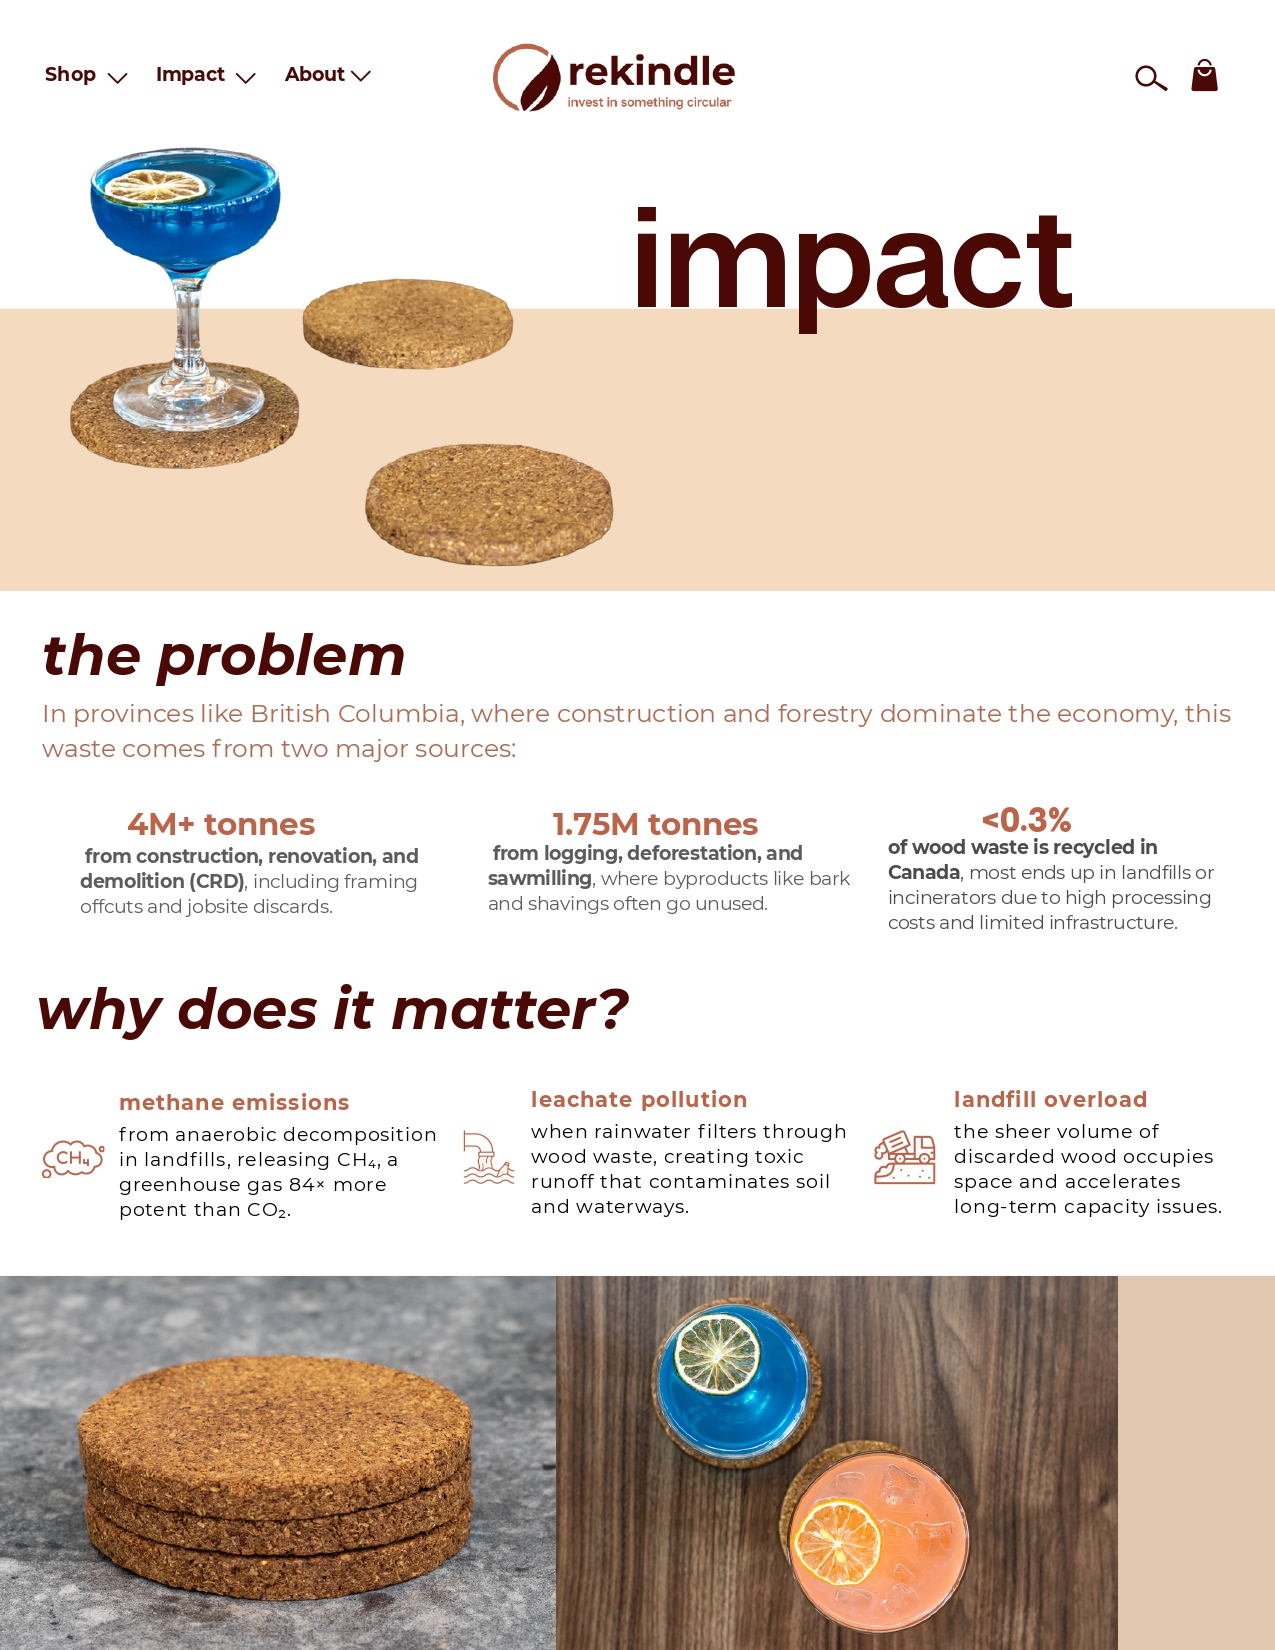 Shop Impact About
rekindle
invest in something circular
impact
the problem
In provinces like British Columbia, where construction and forestry dominate the economy, this
waste comes from two major sources:
4M+ tonnes
from construction, renovation, and
demolition (CRD), including framing
offcuts and jobsite discards.
1.75M tonnes
from logging, deforestation, and
sawmilling, where byproducts like bark
and shavings often go unused.
<0.3%
of wood waste is recycled in
Canada, most ends up in landfills or
incinerators due to high processing
costs and limited infrastructure.
why does it matter?
CH₄
methane emissions
from anaerobic decomposition
in landfills, releasing CH₄, a
greenhouse gas 84× more
potent than CO₂.
leachate pollution
when rainwater filters through
wood waste, creating toxic
runoff that contaminates soil
and waterways.
landfill overload
the sheer volume of
discarded wood occupies
space and accelerates
long-term capacity issues.